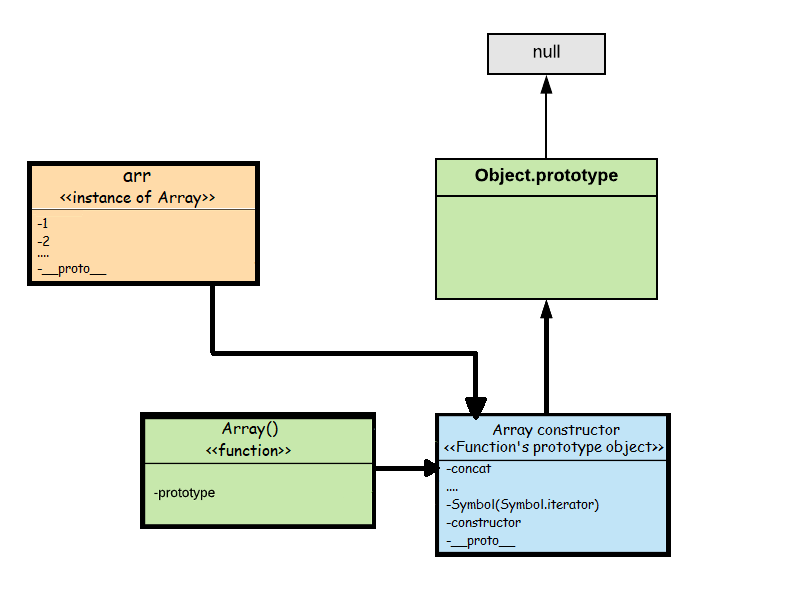 null
arr
<<instance of Array>>
-1
-2
....
-__proto__
Object.prototype
Array()
<<function>>
-prototype
Array constructor
<<Function's prototype object>>
-concat
....
-Symbol(Symbol.iterator)
-constructor
-__proto__